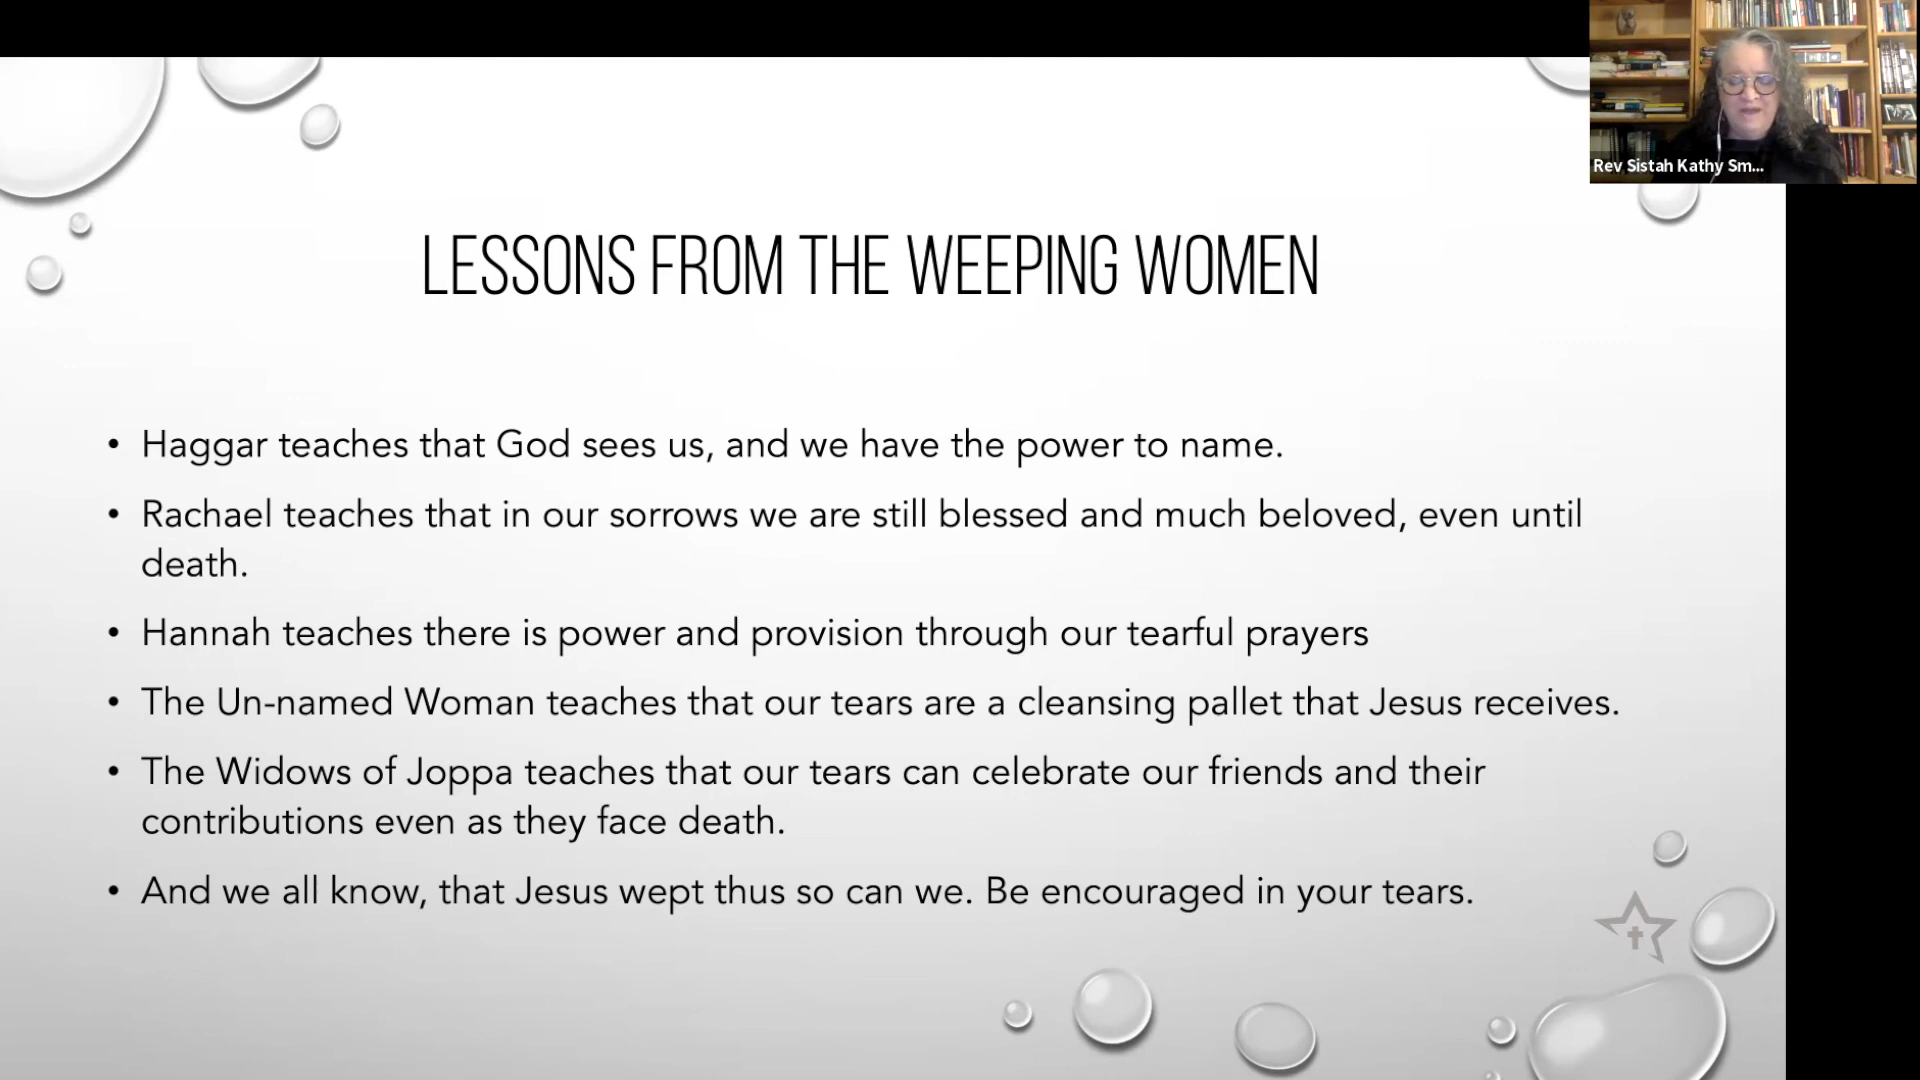 Rev Sistah Kathy Sm...
LESSONS FROM THE WEEPING WOMEN
• Haggar teaches that God sees us, and we have the power to name.
• Rachael teaches that in our sorrows we are still blessed and much beloved, even until
death.
• Hannah teaches there is power and provision through our tearful prayers
• The Un-named Woman teaches that our tears are a cleansing pallet that Jesus receives.
• The Widows of Joppa teaches that our tears can celebrate our friends and their
contributions even as they face death.
• And we all know, that Jesus wept thus so can we. Be encouraged in your tears.